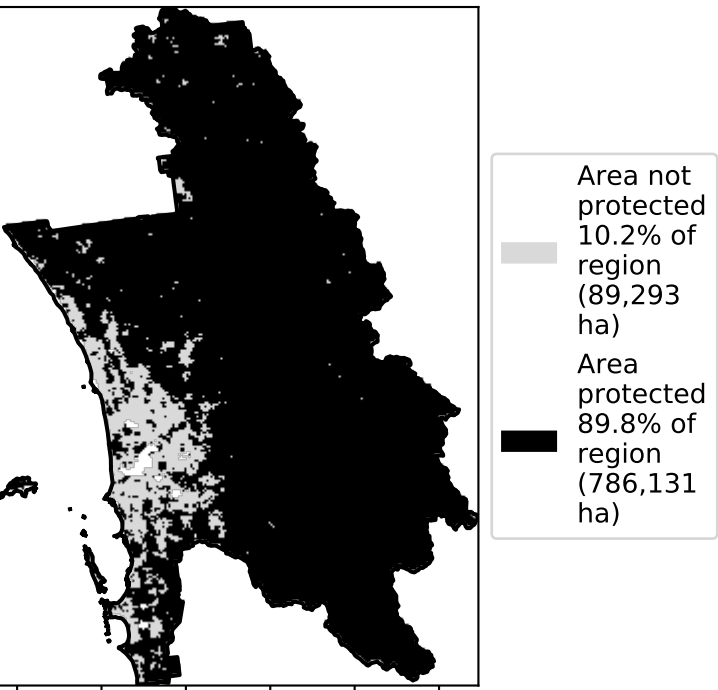 Area not
protected
10.2% of
region
(89,293
ha)
Area
protected
89.8% of
region
(786,131
ha)